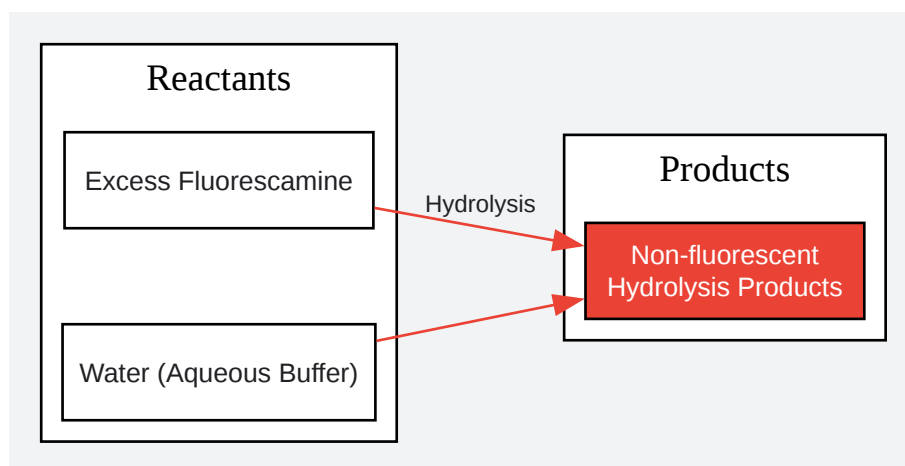 Reactants
Excess Fluorescamine
Water (Aqueous Buffer)
Hydrolysis
Products
Non-fluorescent
Hydrolysis Products